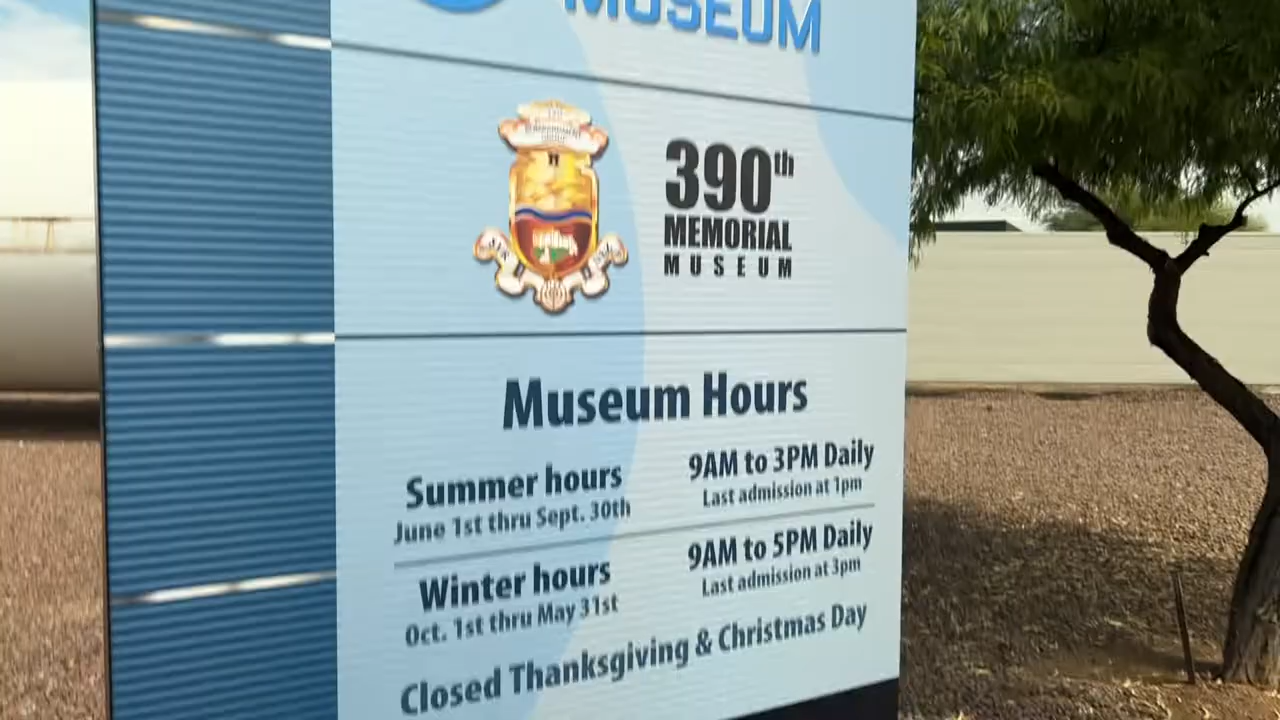 MUSEUM
390th
MEMORIAL
MUSEUM
Museum Hours
Summer hours
June 1st thru Sept. 30th
9AM to 3PM Daily
Last admission at 1pm
Winter hours
Oct. 1st thru May 31st
9AM to 5PM Daily
Last admission at 3pm
Closed Thanksgiving & Christmas Day